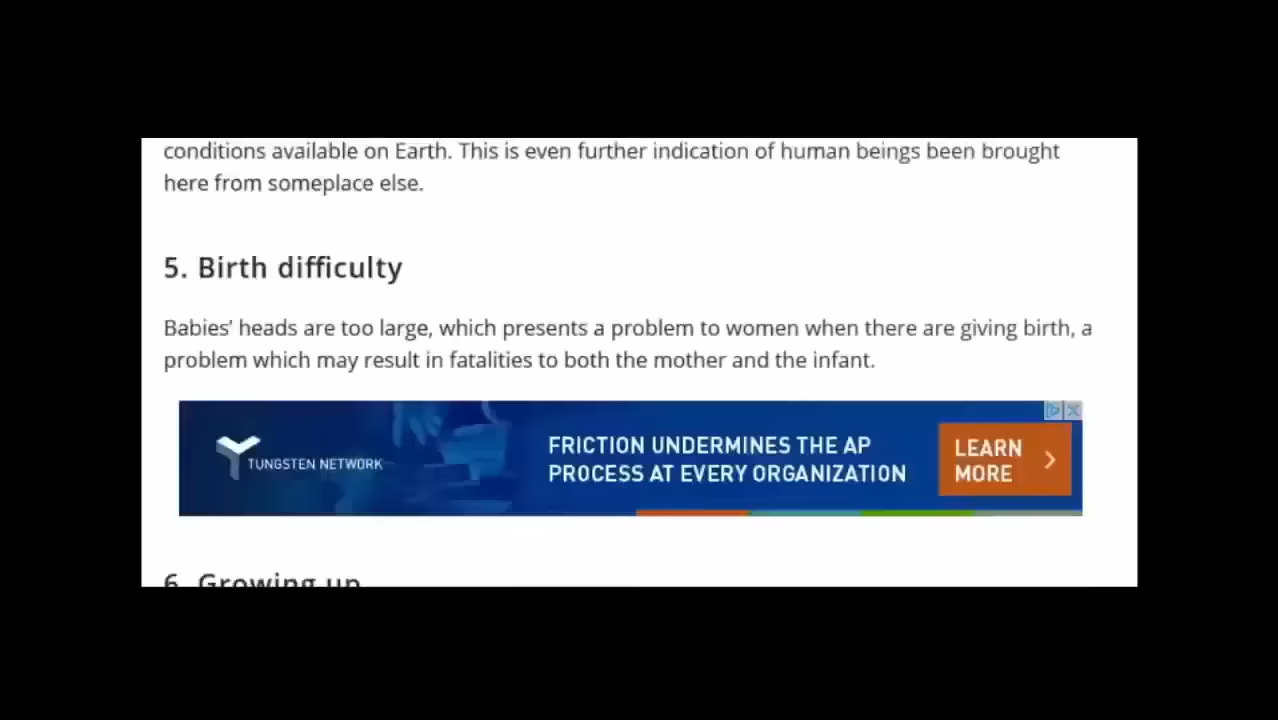 conditions available on Earth. This is even further indication of human beings been brought
here from someplace else.
5. Birth difficulty
Babies’ heads are too large, which presents a problem to women when there are giving birth, a
problem which may result in fatalities to both the mother and the infant.
TUNGSTEN NETWORK
FRICTION UNDERMINES THE AP
PROCESS AT EVERY ORGANIZATION
LEARN
MORE
6. Growing up